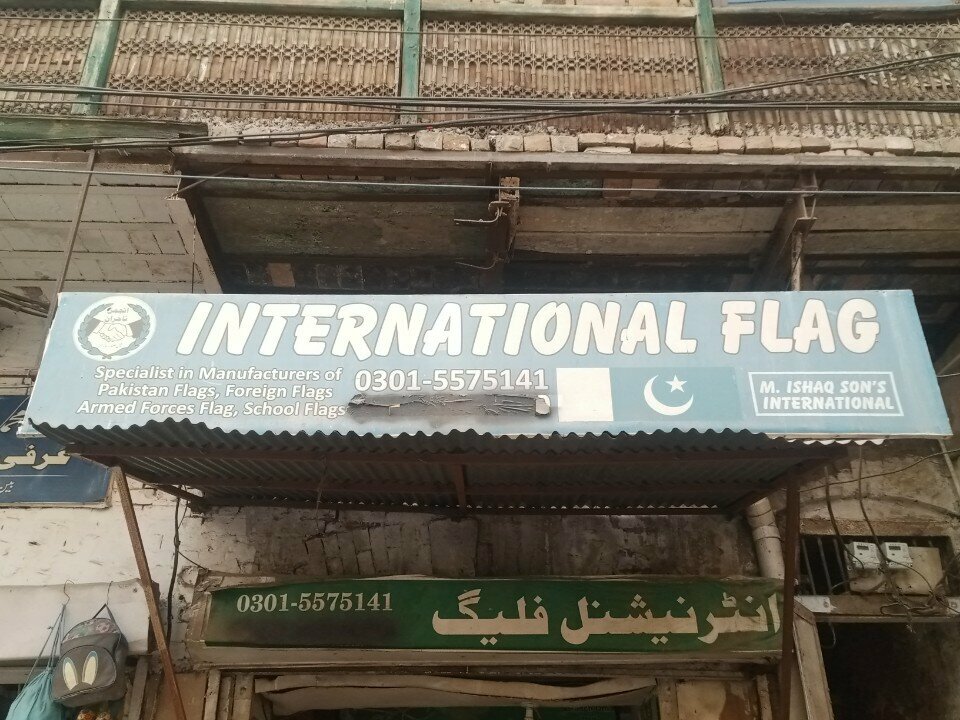 INTERNATIONAL FLAG
Specialist in Manufacturers of
Pakistan Flags, Foreign Flags
Armed Forces Flag, School Flags
0301-5575141
M. ISHAQ SON'S
INTERNATIONAL
عرفی
0301-5575141
انٹرنیشنل فلیگ